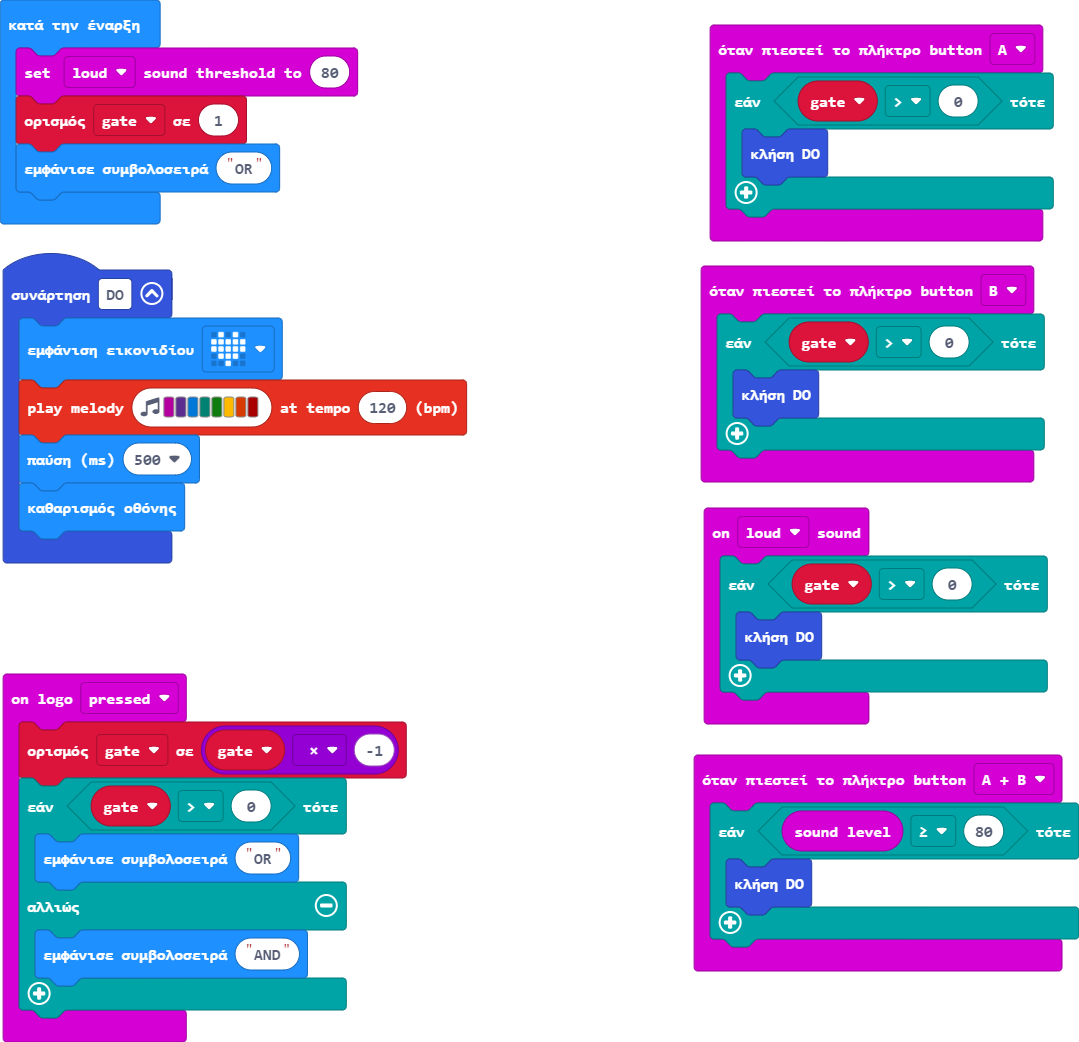 κατά την έναρξη
set loud sound threshold to 80
ορισμός gate σε 1
εμφάνισε συμβολοσειρά "OR"
συνάρτηση DO
εμφάνιση εικονιδίου
play melody at tempo 120 (bpm)
παύση (ms) 500
καθαρισμός οθόνης
on logo pressed
ορισμός gate σε gate × -1
εάν gate > 0 τότε
εμφάνισε συμβολοσειρά "OR"
αλλιώς
εμφάνισε συμβολοσειρά "AND"
όταν πιεστεί το πλήκτρο button A
εάν gate > 0 τότε
κλήση DO
όταν πιεστεί το πλήκτρο button B
εάν gate > 0 τότε
κλήση DO
on loud sound
εάν gate > 0 τότε
κλήση DO
όταν πιεστεί το πλήκτρο button A + B
εάν sound level ≥ 80 τότε
κλήση DO